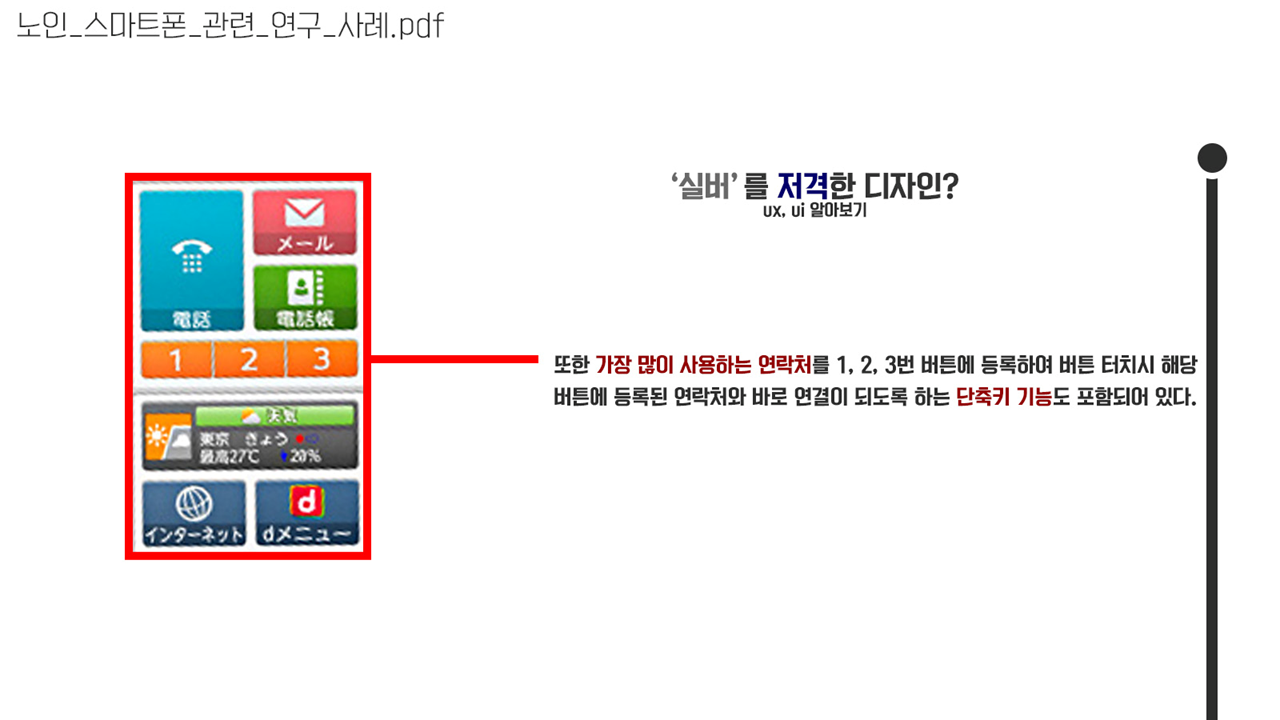 노인_스마트폰_관련_연구_사례.pdf
‘실버’를 저격한 디자인?
ux, ui 알아보기
メール
電話
電話帳
1 2 3
또한 가장 많이 사용하는 연락처를 1, 2, 3번 버튼에 등록하여 버튼 터치시 해당
버튼에 등록된 연락처와 바로 연결이 되도록 하는 단축키 기능도 포함되어 있다.
天気
東京 きょう
最高27℃ 20%
d
インターネット
dメニュー